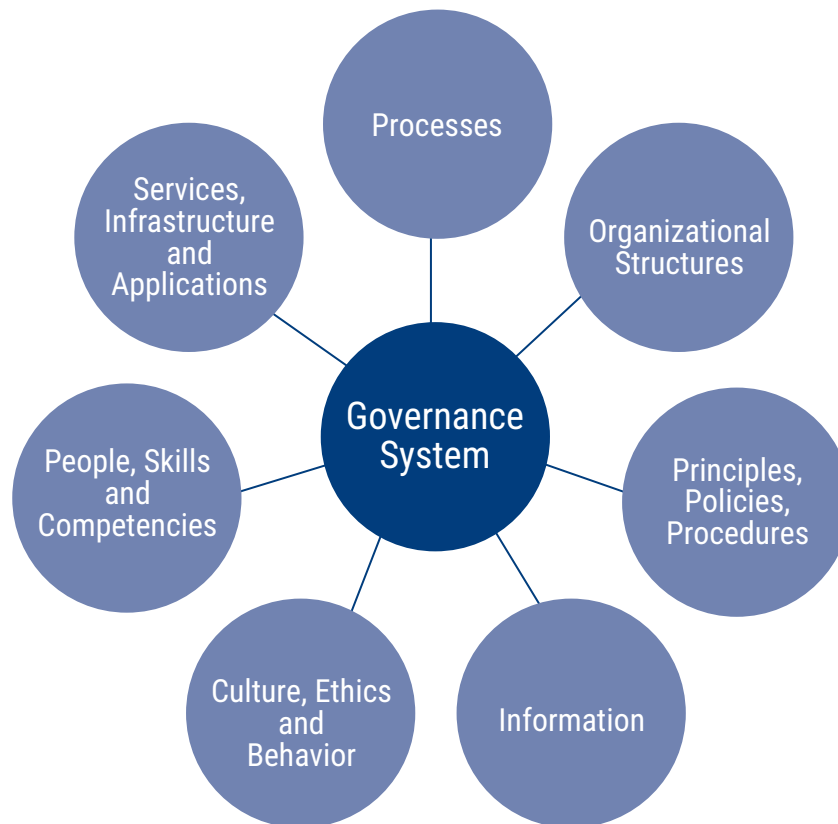 Processes
Organizational
Structures
Principles,
Policies,
Procedures
Information
Culture, Ethics
and
Behavior
People, Skills
and
Competencies
Services,
Infrastructure
and
Applications
Governance
System